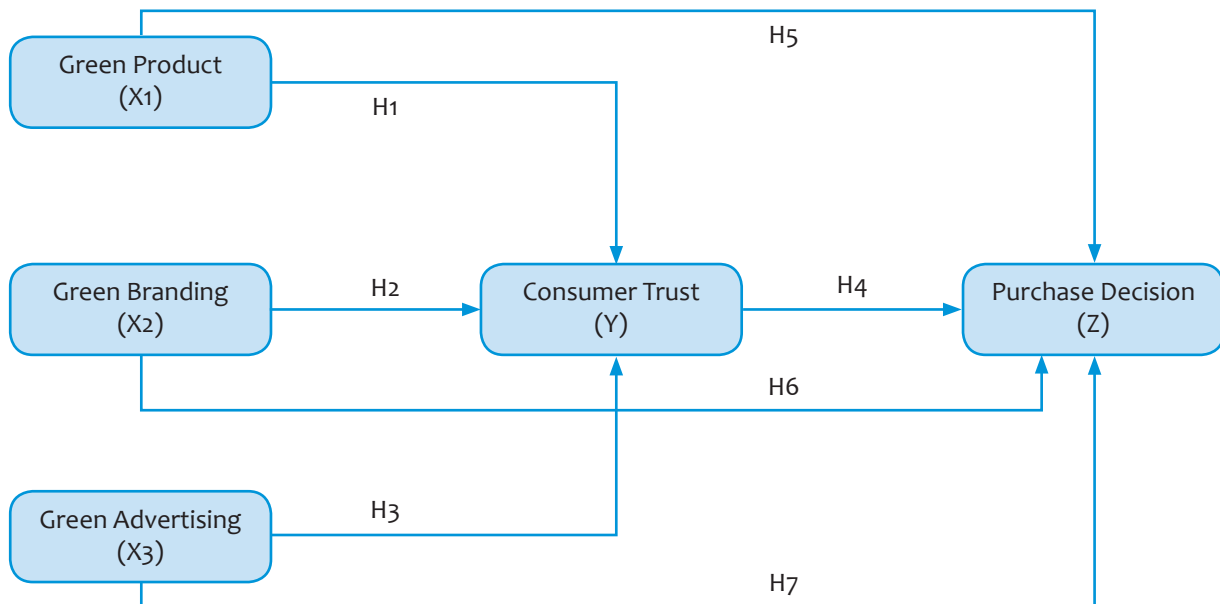 H5
Green Product
(X1)
H1
Green Branding
(X2)
H2
Consumer Trust
(Y)
H4
Purchase Decision
(Z)
H6
Green Advertising
(X3)
H3
H7